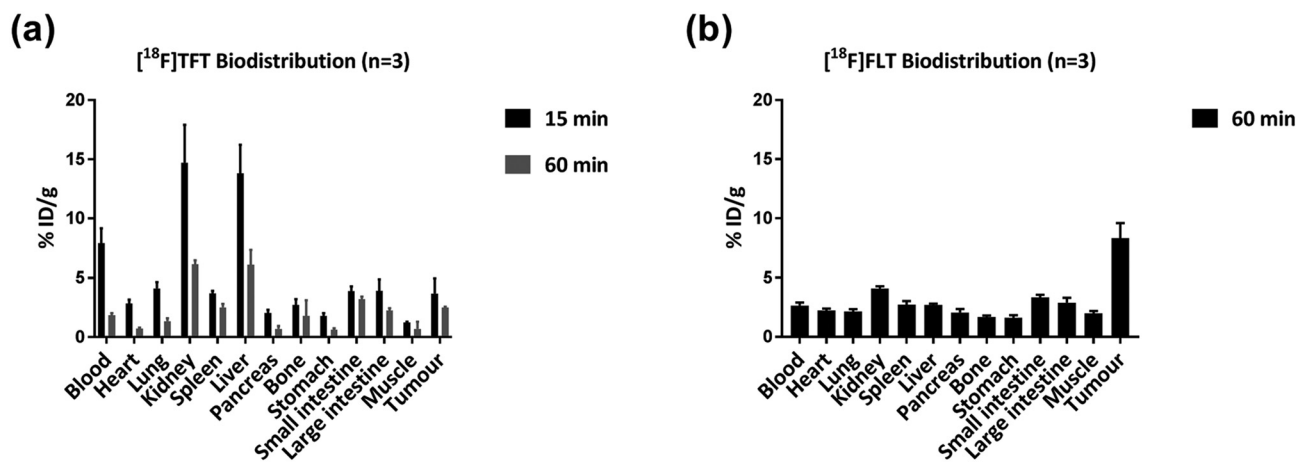 (a)
[¹⁸F]TFT Biodistribution (n=3)
20
15
10
5
0
% ID/g
15 min
60 min
Blood
Heart
Lung
Kidney
Spleen
Liver
Pancreas
Bone
Stomach
Small intestine
Large intestine
Muscle
Tumour
(b)
[¹⁸F]FLT Biodistribution (n=3)
20
15
10
5
0
% ID/g
60 min
Blood
Heart
Lung
Kidney
Spleen
Liver
Pancreas
Bone
Stomach
Small intestine
Large intestine
Muscle
Tumour